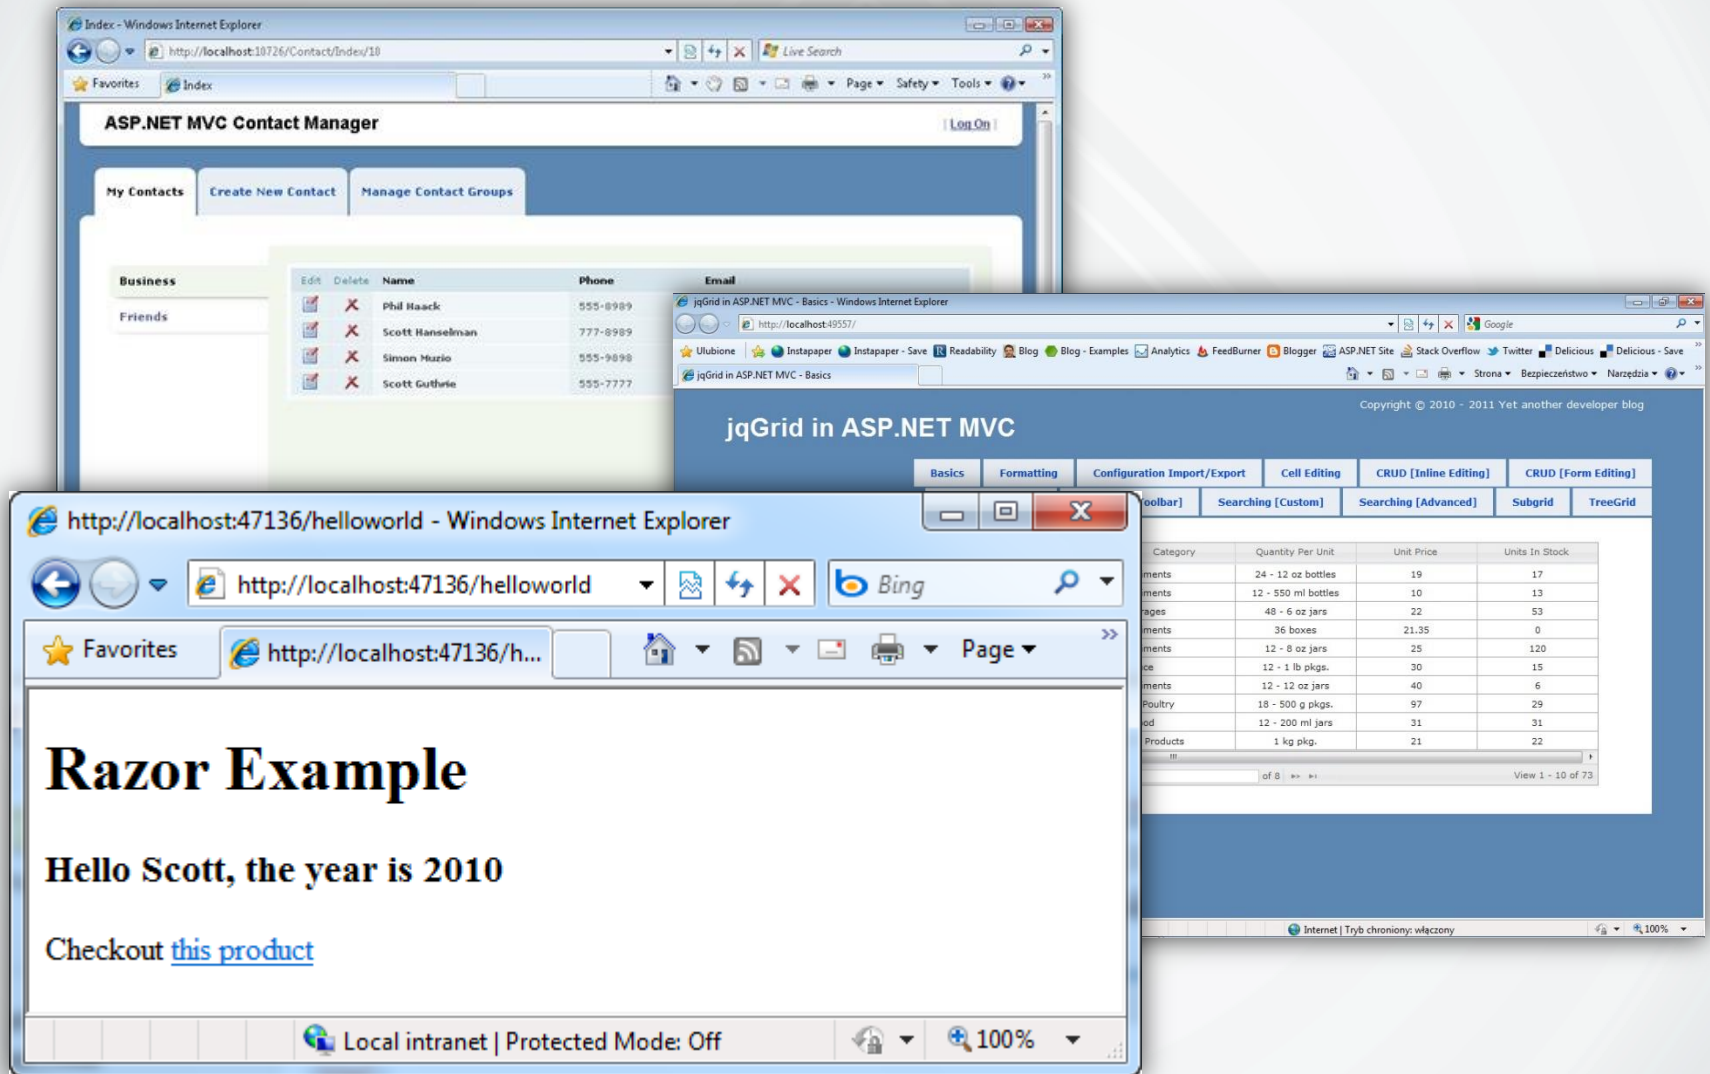 Index - Windows Internet Explorer
http://localhost:10726/Contact/Index/10
Live Search
Favorites
Index
Page
Safety
Tools
ASP.NET MVC Contact Manager
| Log On |
My Contacts
Create New Contact
Manage Contact Groups
Business
Friends
Edit Delete Name Phone Email
Phil Haack 555-8989
Scott Hanselman 777-8989
Simon Muzio 555-9898
Scott Guthrie 555-7777
jqGrid in ASP.NET MVC - Basics - Windows Internet Explorer
http://localhost:49557/
Google
Ulubione Instapaper Instapaper - Save Readability Blog Blog - Examples Analytics FeedBurner Blogger ASP.NET Site Stack Overflow Twitter Delicious Delicious - Save
jqGrid in ASP.NET MVC - Basics
Strona Bezpieczeństwo Narzędzia
Copyright © 2010 - 2011 Yet another developer blog
jqGrid in ASP.NET MVC
Basics Formatting Configuration Import/Export Cell Editing CRUD [Inline Editing] CRUD [Form Editing]
oolbar] Searching [Custom] Searching [Advanced] Subgrid TreeGrid
Category Quantity Per Unit Unit Price Units In Stock
ments 24 - 12 oz bottles 19 17
ments 12 - 550 ml bottles 10 13
rages 48 - 6 oz jars 22 53
ments 36 boxes 21.35 0
ments 12 - 8 oz jars 25 120
ce 12 - 1 lb pkgs. 30 15
ments 12 - 12 oz jars 40 6
Poultry 18 - 500 g pkgs. 97 29
od 12 - 200 ml jars 31 31
Products 1 kg pkg. 21 22
of 8
View 1 - 10 of 73
Internet | Tryb chroniony: włączony
100%
http://localhost:47136/helloworld - Windows Internet Explorer
http://localhost:47136/helloworld
Bing
Favorites
http://localhost:47136/h...
Page
Razor Example
Hello Scott, the year is 2010
Checkout this product
Local intranet | Protected Mode: Off
100%